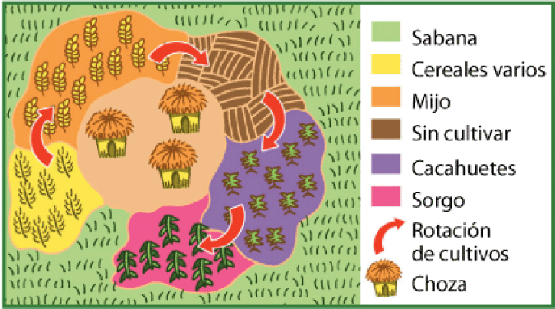 Sabana
Cereales varios
Mijo
Sin cultivar
Cacahuetes
Sorgo
Rotación
de cultivos
Choza